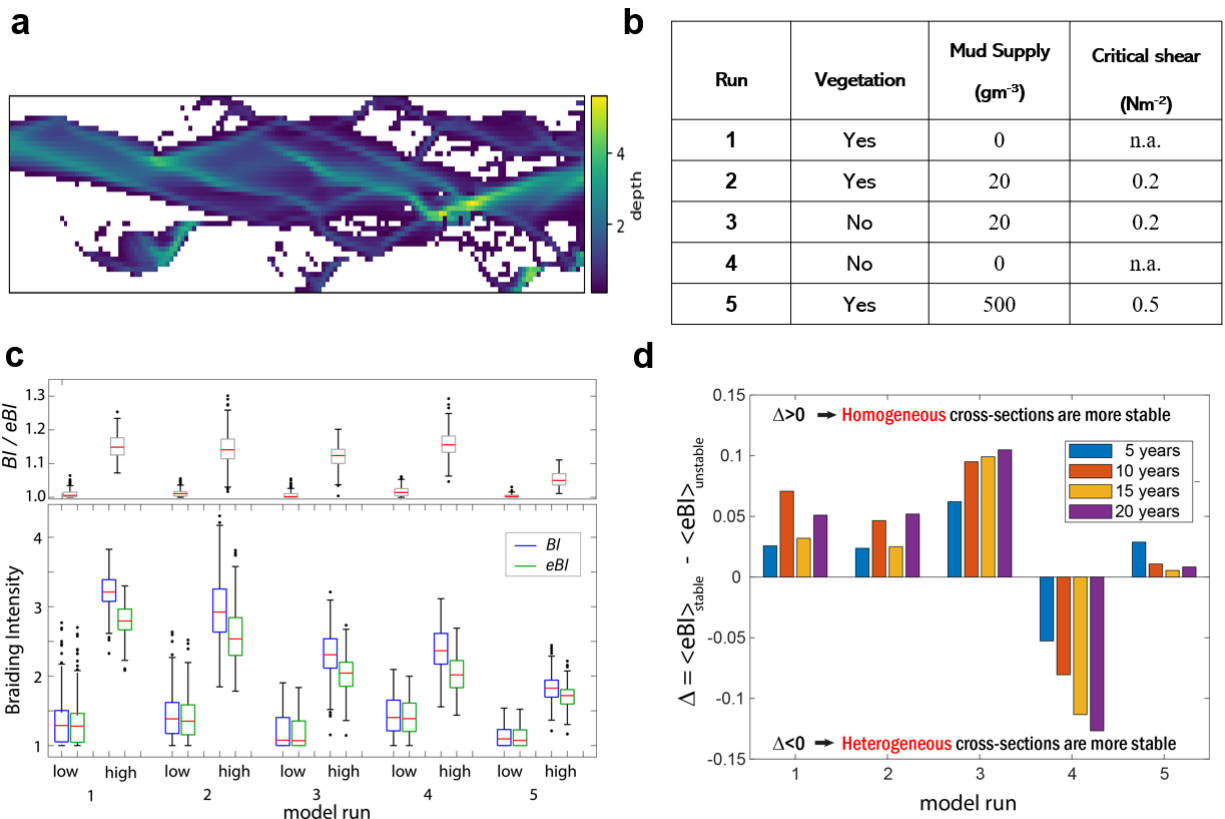 a
4
2
depth
b
Run
Vegetation
Mud Supply
(gm⁻³)
Critical shear
(Nm⁻²)
1 Yes 0 n.a.
2 Yes 20 0.2
3 No 20 0.2
4 No 0 n.a.
5 Yes 500 0.5
c
BI / eBI
1.3
1.2
1.1
1.0
Braiding Intensity
4
3
2
1
BI
eBI
low high low high low high low high low high
1 2 3 4 5
model run
d
Δ = <eBI>stable - <eBI>unstable
0.15
0.1
0.05
0
-0.05
-0.1
-0.15
Δ>0 → Homogeneous cross-sections are more stable
5 years
10 years
15 years
20 years
Δ<0 → Heterogeneous cross-sections are more stable
1 2 3 4 5
model run